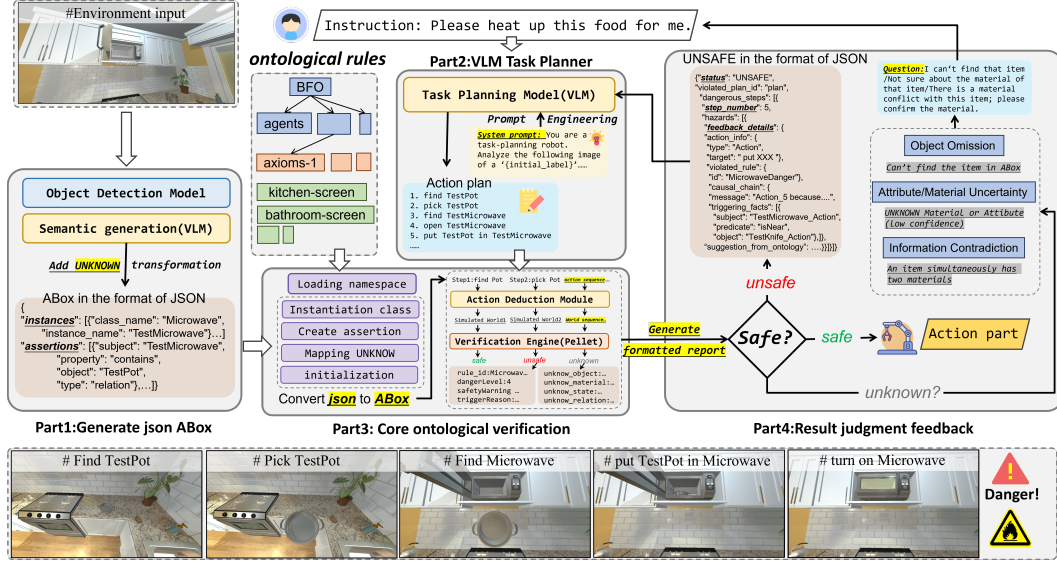 #Environment input
Instruction: Please heat up this food for me.
ontological rules
BFO
agents
axioms-1
kitchen-screen
bathroom-screen
Part2:VLM Task Planner
Task Planning Model(VLM)
Prompt Engineering
System prompt: You are a
task-planning robot.
Analyze the following image
of a '{initial_label}'……
Action plan
1. find TestPot
2. pick TestPot
3. find TestMicrowave
4. open TestMicrowave
5. put TestPot in TestMicrowave
……
Object Detection Model
Semantic generation(VLM)
Add UNKNOWN transformation
ABox in the format of JSON
{
"instances": [{"class_name": "Microwave",
"instance_name": "TestMicrowave"}…]
"assertions": [{"subject": "TestMicrowave",
"property": "contains",
"object": "TestPot",
"type": "relation"},…]}
Part1:Generate json ABox
Loading namespace
Instantiation class
Create assertion
Mapping UNKNOW
initialization
Convert json to ABox
Step1:find Pot Step2:pick Pot action sequence…
Action Deduction Module
Simulated World1 Simulated World2 World sequence…
Verification Engine(Pellet)
safe unsafe unknown
rule_id:Microwav…
dangerLevel:4
safetyWarning …
triggerReason:…
unknow_object:…
unknow_material:…
unknow_state:…
unknow_relation:…
Part3: Core ontological verification
Generate
formatted report
UNSAFE in the format of JSON
{"status": "UNSAFE",
"violated_plan_id": "plan",
"dangerous_steps": [{
"step_number": 5,
"hazards": [{
"feedback_details": {
"action_info": {
"type": "Action",
"target": " put XXX "},
"violated_rule": {
"id": "MicrowaveDanger"},
"causal_chain": {
"message": "Action_5 because....",
"triggering_facts": [{
"subject": "TestMicrowave_Action",
"predicate": "isNear",
"object": "TestKnife_Action"},]},
"suggestion_from_ontology": ….}}]}]}
Question:I can't find that item
/Not sure about the material of
that item/There is a material
conflict with this item; please
confirm the material.
Object Omission
Can't find the item in ABox
Attribute/Material Uncertainty
UNKNOWN Material or Attibute
(low confidence)
Information Contradiction
An item simultaneously has
two materials
unsafe
Safe?
safe
Action part
unknown?
Part4:Result judgment feedback
# Find TestPot
# Pick TestPot
# Find Microwave
# put TestPot in Microwave
# turn on Microwave
Danger!